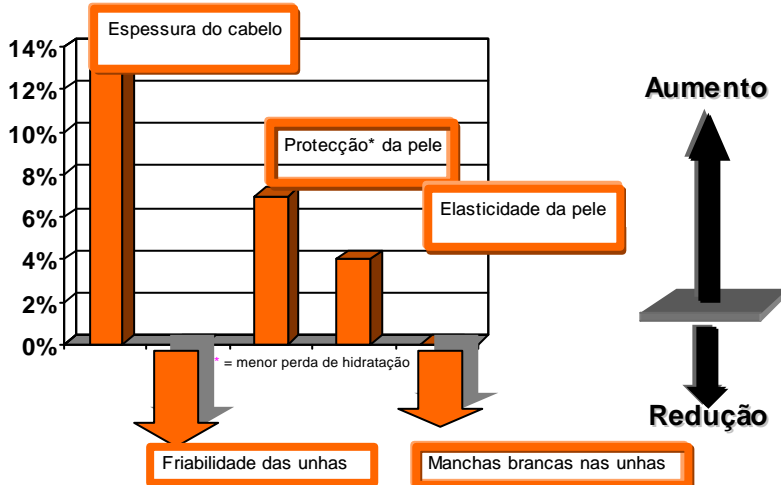 Espessura do cabelo
14%
12%
10%
8%
6%
4%
2%
0%
Protecção* da pele
Elasticidade da pele
* = menor perda de hidratação
Friabilidade das unhas
Manchas brancas nas unhas
Aumento
Redução